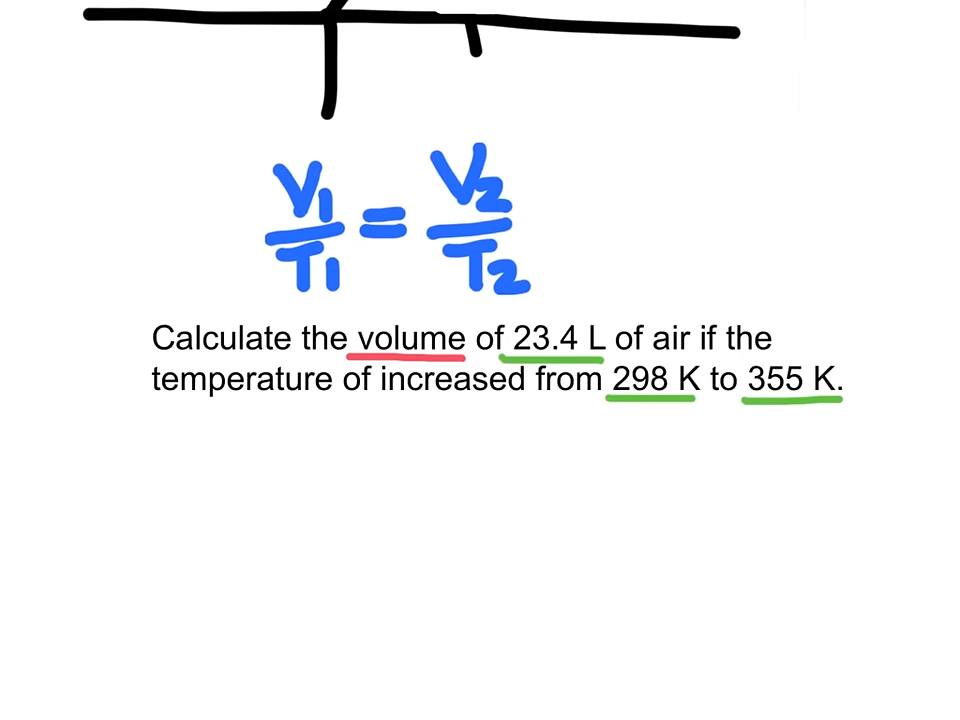 V1 = V2
T1 T2
Calculate the volume of 23.4 L of air if the
temperature of increased from 298 K to 355 K.